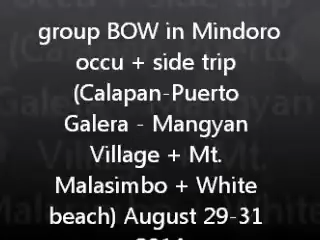 group BOW in Mindoro
occu + side trip
(Calapan-Puerto
Galera - Mangyan
Village + Mt.
Malasimbo + White
beach) August 29-31